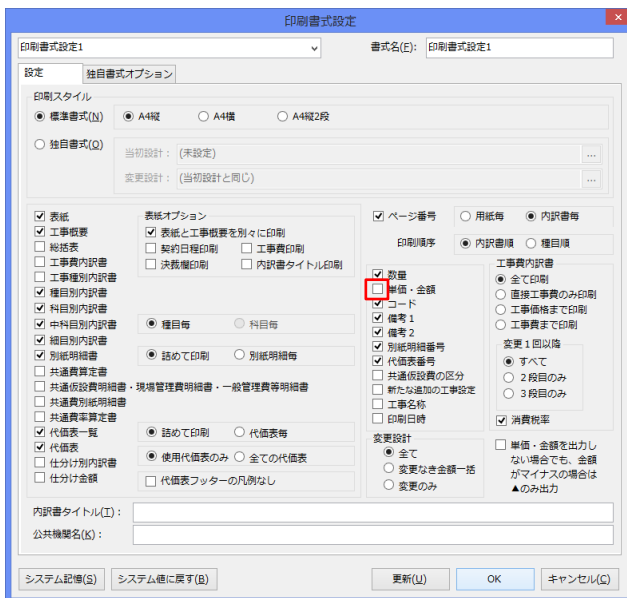 印刷書式設定
印刷書式設定1
書式名(F): 印刷書式設定1
設定
独自書式オプション
印刷スタイル
標準書式(N)
A4縦
A4横
A4縦2段
独自書式(O)
当初設計: (未設定)
...
変更設計: (当初設計と同じ)
...
表紙
工事概要
総括表
工事費内訳書
工事種別内訳書
種目別内訳書
科目別内訳書
中科目別内訳書
細目別内訳書
別紙明細書
共通費算定書
共通仮設費明細書・現場管理費明細書・一般管理費等明細書
共通費別紙明細書
共通費率算定書
代価表一覧
代価表
仕分け別内訳書
仕分け金額
表紙オプション
表紙と工事概要を別々に印刷
契約日程印刷
工事費印刷
決裁欄印刷
内訳書タイトル印刷
種目毎
科目毎
詰めて印刷
別紙明細毎
詰めて印刷
代価表毎
使用代価表のみ
全ての代価表
代価表フッターの凡例なし
ページ番号
用紙毎
内訳書毎
印刷順序
内訳書順
種目順
数量
単価・金額
コード
備考1
備考2
別紙明細番号
代価表番号
共通仮設費の区分
新たな追加の工事設定
工事名称
印刷日時
変更設計
全て
変更なき金額一括
変更のみ
工事費内訳書
全て印刷
直接工事費のみ印刷
工事価格まで印刷
工事費まで印刷
変更1回以降
すべて
2段目のみ
3段目のみ
消費税率
単価・金額を出力し
ない場合でも、金額
がマイナスの場合は
▲のみ出力
内訳書タイトル(T):
公共機関名(K):
システム記憶(S)
システム値に戻す(B)
更新(U)
OK
キャンセル(C)